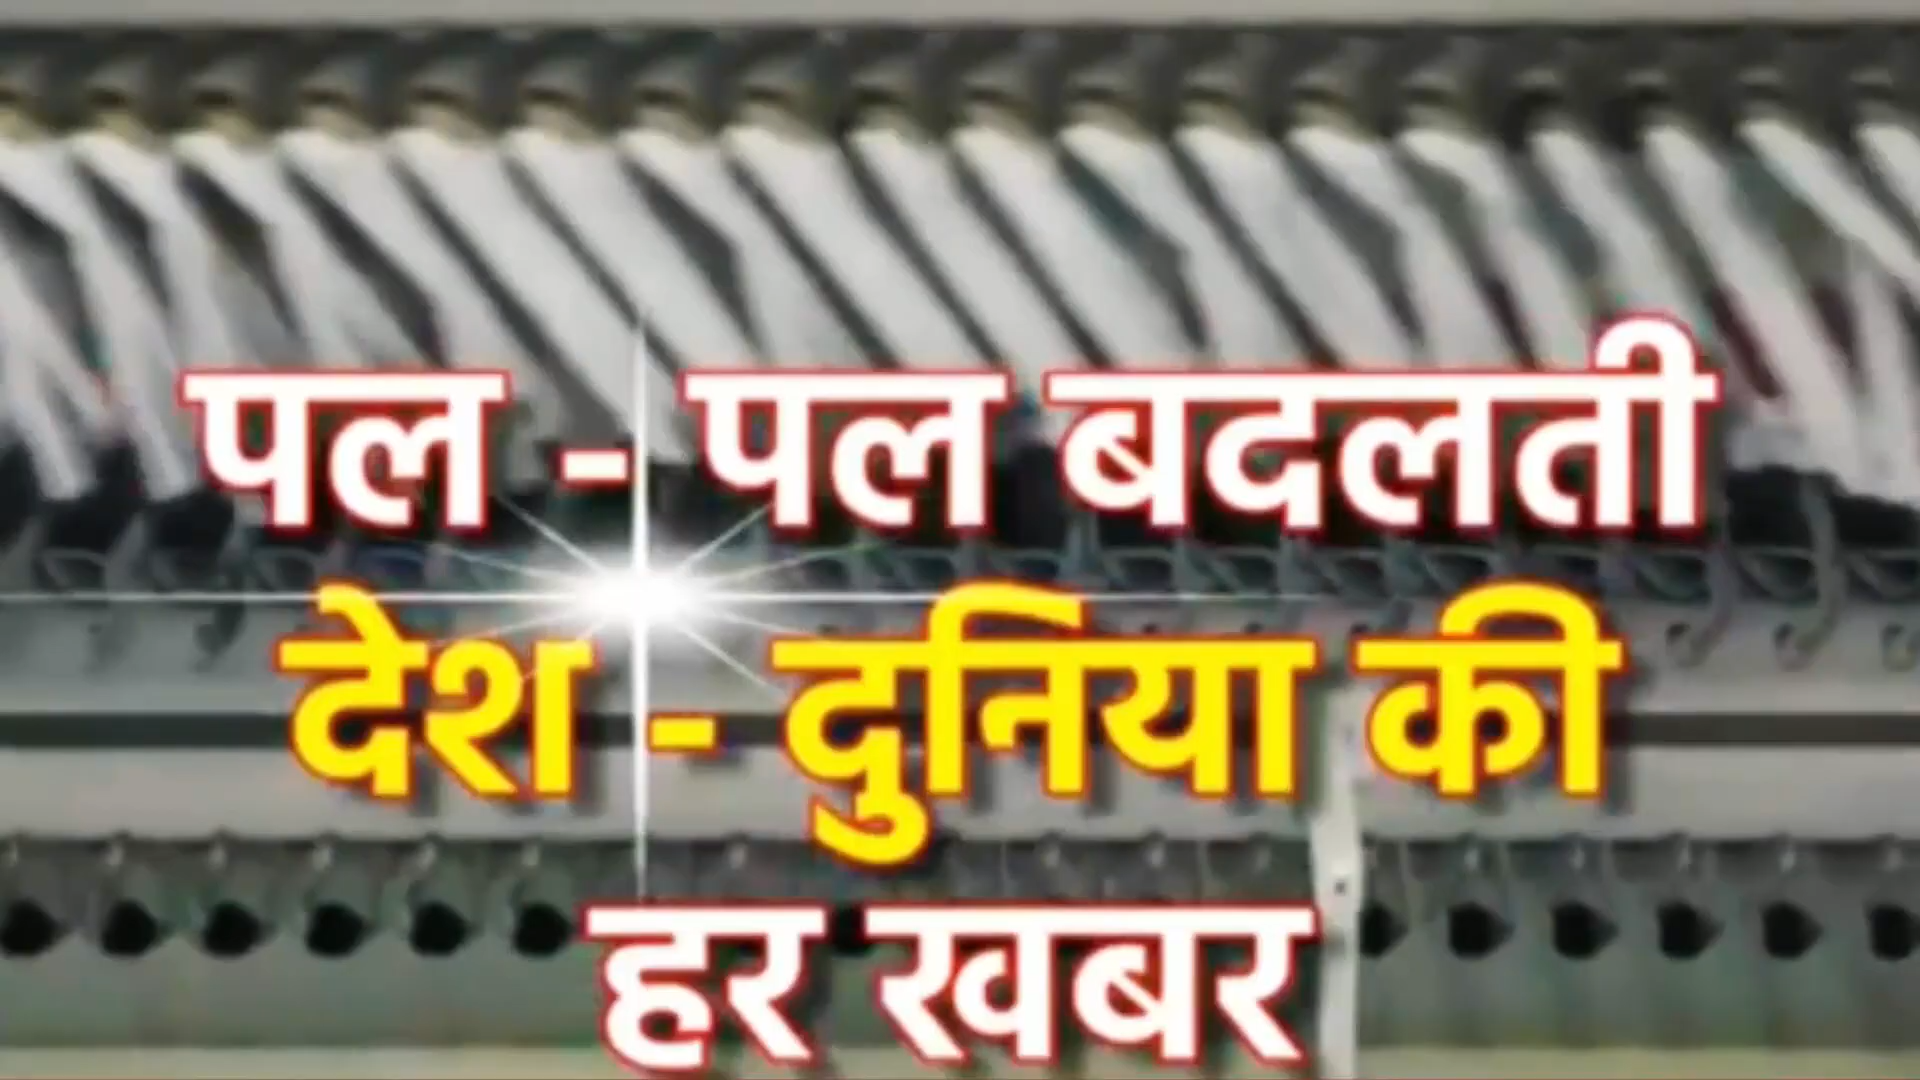 पल - पल बदलती
देश - दुनिया की
हर खबर